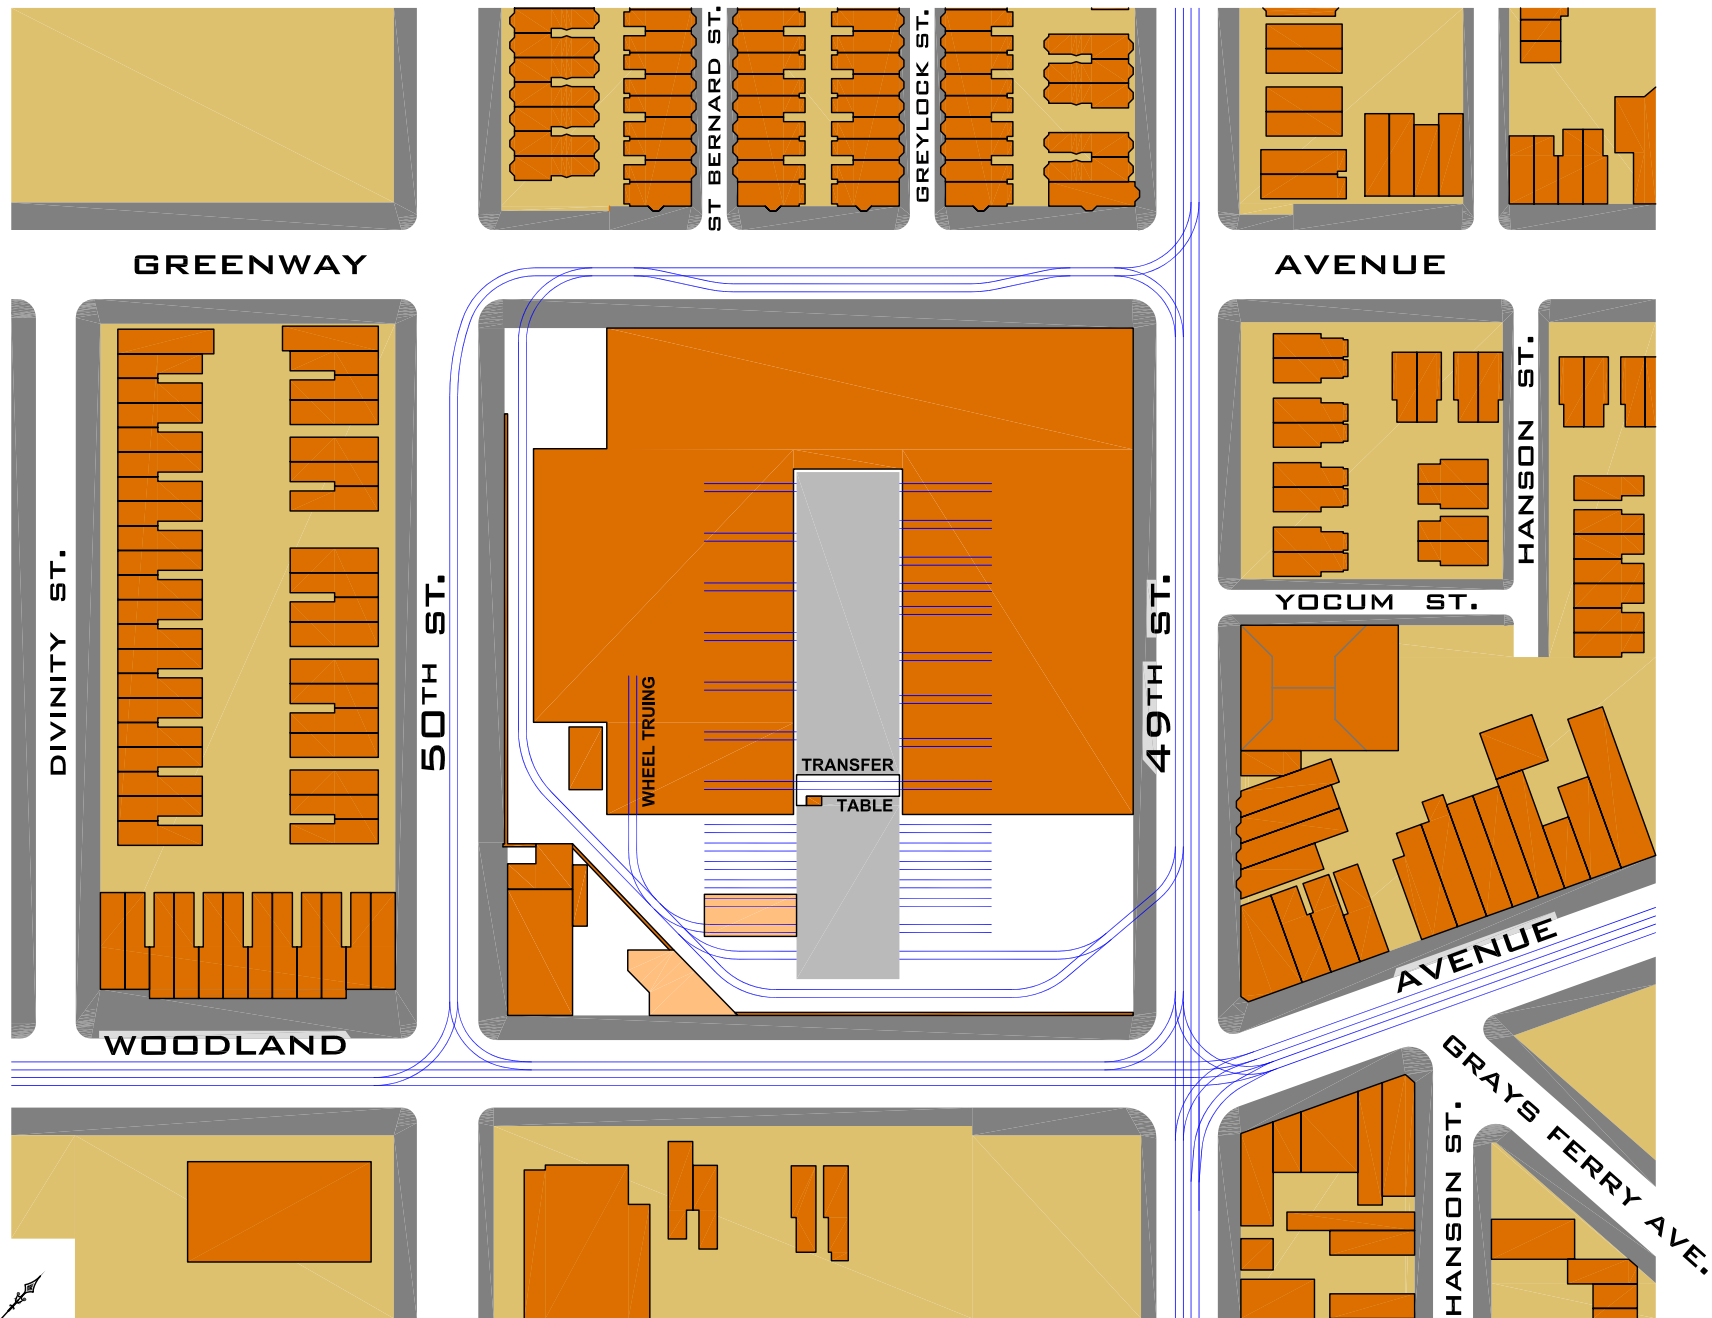 ST BERNARD ST.
GREYLOCK ST.
GREENWAY
AVENUE
HANSON ST.
DIVINITY ST.
50TH ST.
49TH ST.
YOCUM ST.
WHEEL TRUING
TRANSFER
TABLE
AVENUE
WOODLAND
GRAYS FERRY AVE.
HANSON ST.